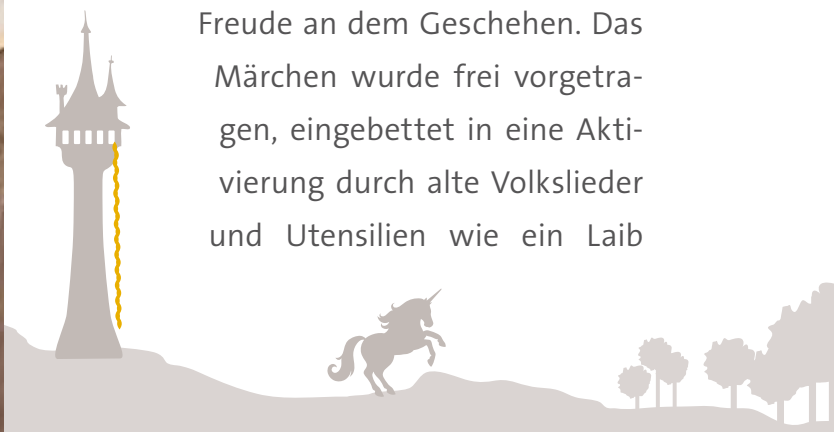 Freude an dem Geschehen. Das
Märchen wurde frei vorgetra-
gen, eingebettet in eine Akti-
vierung durch alte Volkslieder
und Utensilien wie ein Laib